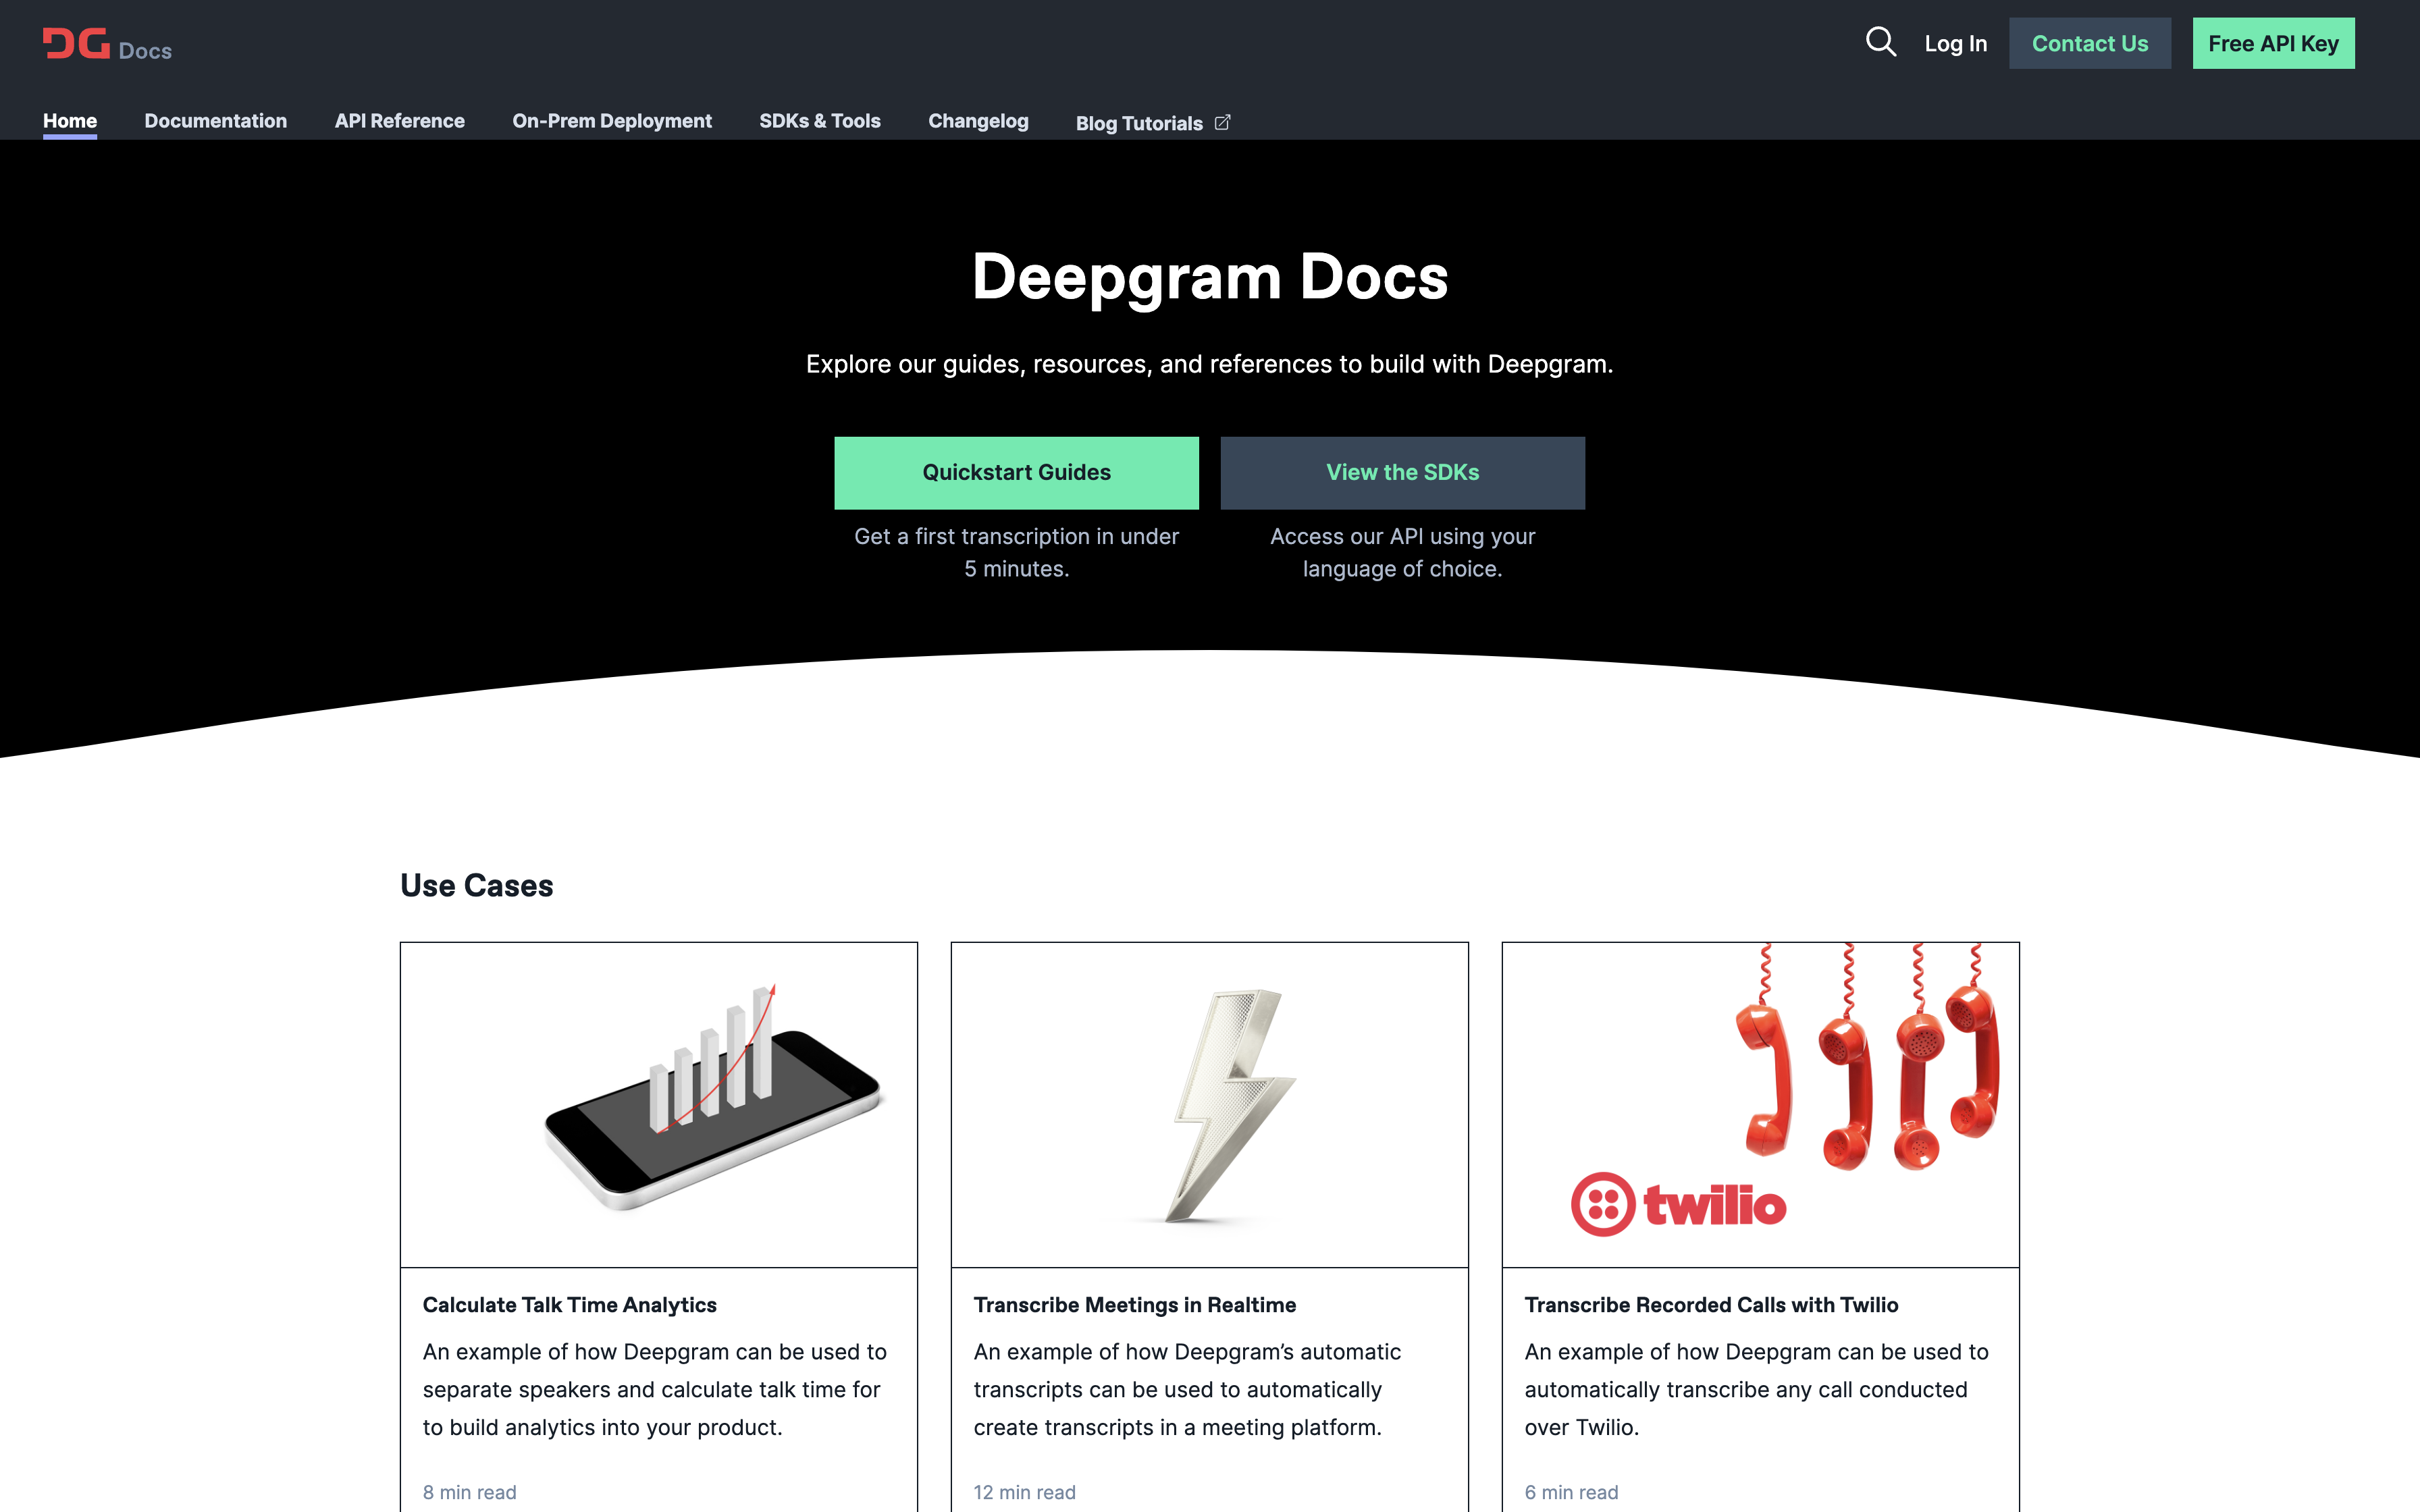 DG Docs
Log In
Contact Us
Free API Key
Home
Documentation
API Reference
On-Prem Deployment
SDKs & Tools
Changelog
Blog Tutorials
Deepgram Docs
Explore our guides, resources, and references to build with Deepgram.
Quickstart Guides
Get a first transcription in under
5 minutes.
View the SDKs
Access our API using your
language of choice.
Use Cases
Calculate Talk Time Analytics
An example of how Deepgram can be used to
separate speakers and calculate talk time for
to build analytics into your product.
8 min read
Transcribe Meetings in Realtime
An example of how Deepgram’s automatic
transcripts can be used to automatically
create transcripts in a meeting platform.
12 min read
twilio
Transcribe Recorded Calls with Twilio
An example of how Deepgram can be used to
automatically transcribe any call conducted
over Twilio.
6 min read